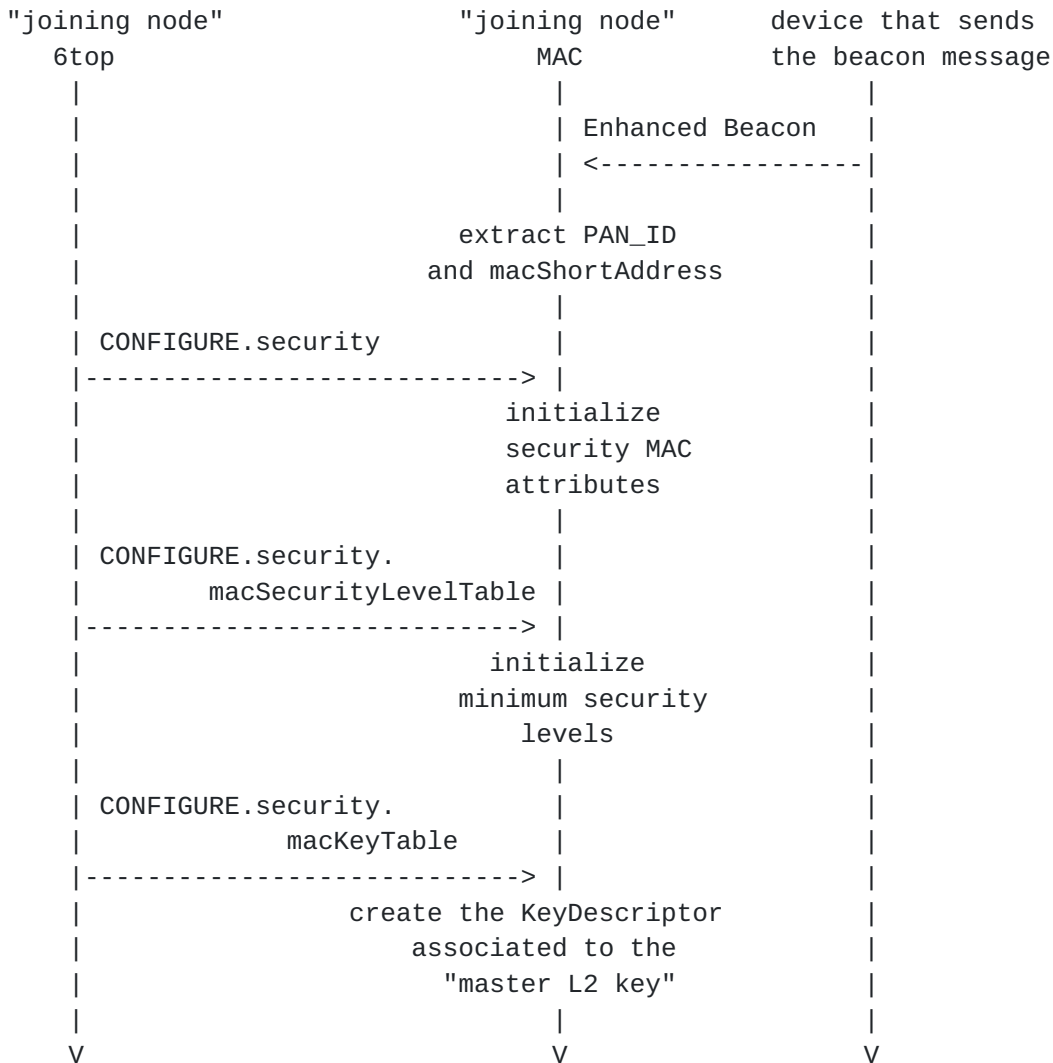 "joining node" "joining node" device that sends
6top MAC the beacon message
Enhanced Beacon
extract PAN_ID
and macShortAddress
CONFIGURE.security
initialize
security MAC
attributes
CONFIGURE.security.
macSecurityLevelTable
initialize
minimum security
levels
CONFIGURE.security.
macKeyTable
create the KeyDescriptor
associated to the
"master L2 key"
V V V